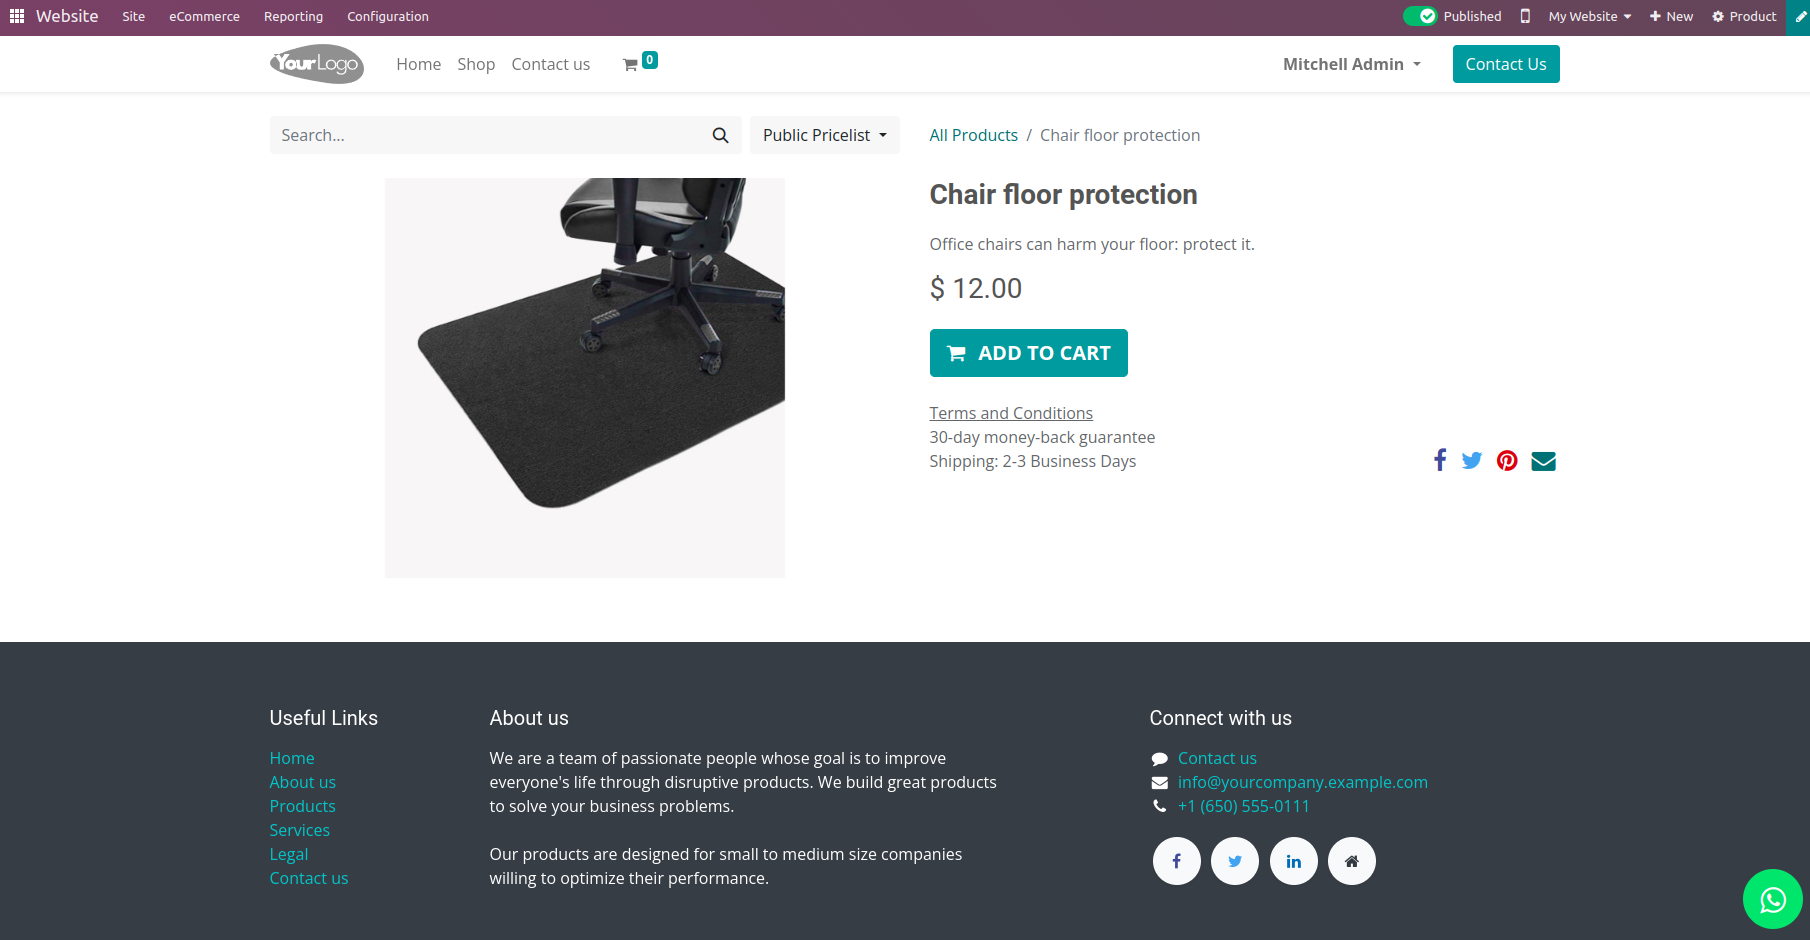 Website Site eCommerce Reporting Configuration Published My Website New Product
YourLogo Home Shop Contact us 0 Mitchell Admin Contact Us
Search... Public Pricelist All Products / Chair floor protection
Chair floor protection
Office chairs can harm your floor: protect it.
$ 12.00
ADD TO CART
Terms and Conditions
30-day money-back guarantee
Shipping: 2-3 Business Days
Useful Links
Home
About us
Products
Services
Legal
Contact us
About us
We are a team of passionate people whose goal is to improve
everyone's life through disruptive products. We build great products
to solve your business problems.
Our products are designed for small to medium size companies
willing to optimize their performance.
Connect with us
Contact us
info@yourcompany.example.com
+1 (650) 555-0111